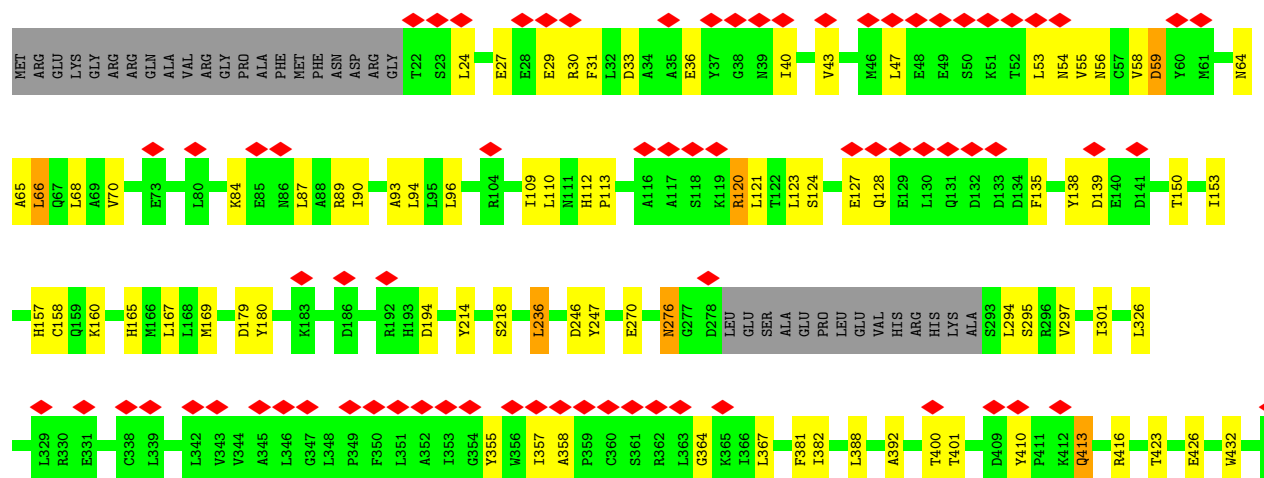 MET ARG GLU LYS GLY ARG ARG GLN ALA VAL ARG GLY PRO ALA PHE MET PHE ASN ASP ARG GLY T22 S23 L24 E27 E28 E29 R30 F31 L32 D33 A34 A35 E36 Y37 G38 N39 I40 V43 M46 L47 E48 E49 S50 K51 T52 L53 N54 V55 N56 C57 V58 D59 Y60 M61 N64
A65 L66 Q67 L68 A69 V70 E73 L80 K84 E85 N86 L87 A88 R89 I90 A93 L94 L95 L96 R104 I109 L110 N111 H112 P113 A116 A117 S118 K119 R120 L121 T122 L123 S124 E127 Q128 E129 L130 Q131 D132 D133 D134 F135 Y138 D139 E140 D141 T150 I153
H157 C158 Q159 K160 H165 M166 L167 L168 M169 D179 Y180 K183 D186 R192 H193 D194 Y214 S218 L236 D246 Y247 E270 N276 G277 D278 LEU GLU SER ALA GLU PRO LEU GLU VAL HIS ARG HIS LYS ALA S293 L294 S295 R296 V297 I301 L326
L329 R330 E331 C338 L339 L342 V343 V344 A345 L346 G347 L348 P349 F350 L351 A352 I353 G354 Y355 W356 I357 A358 P359 C360 S361 R362 L363 G364 K365 I366 L367 F381 I382 L388 A392 T400 T401 D409 Y410 P411 K412 Q413 R416 T423 E426 W432